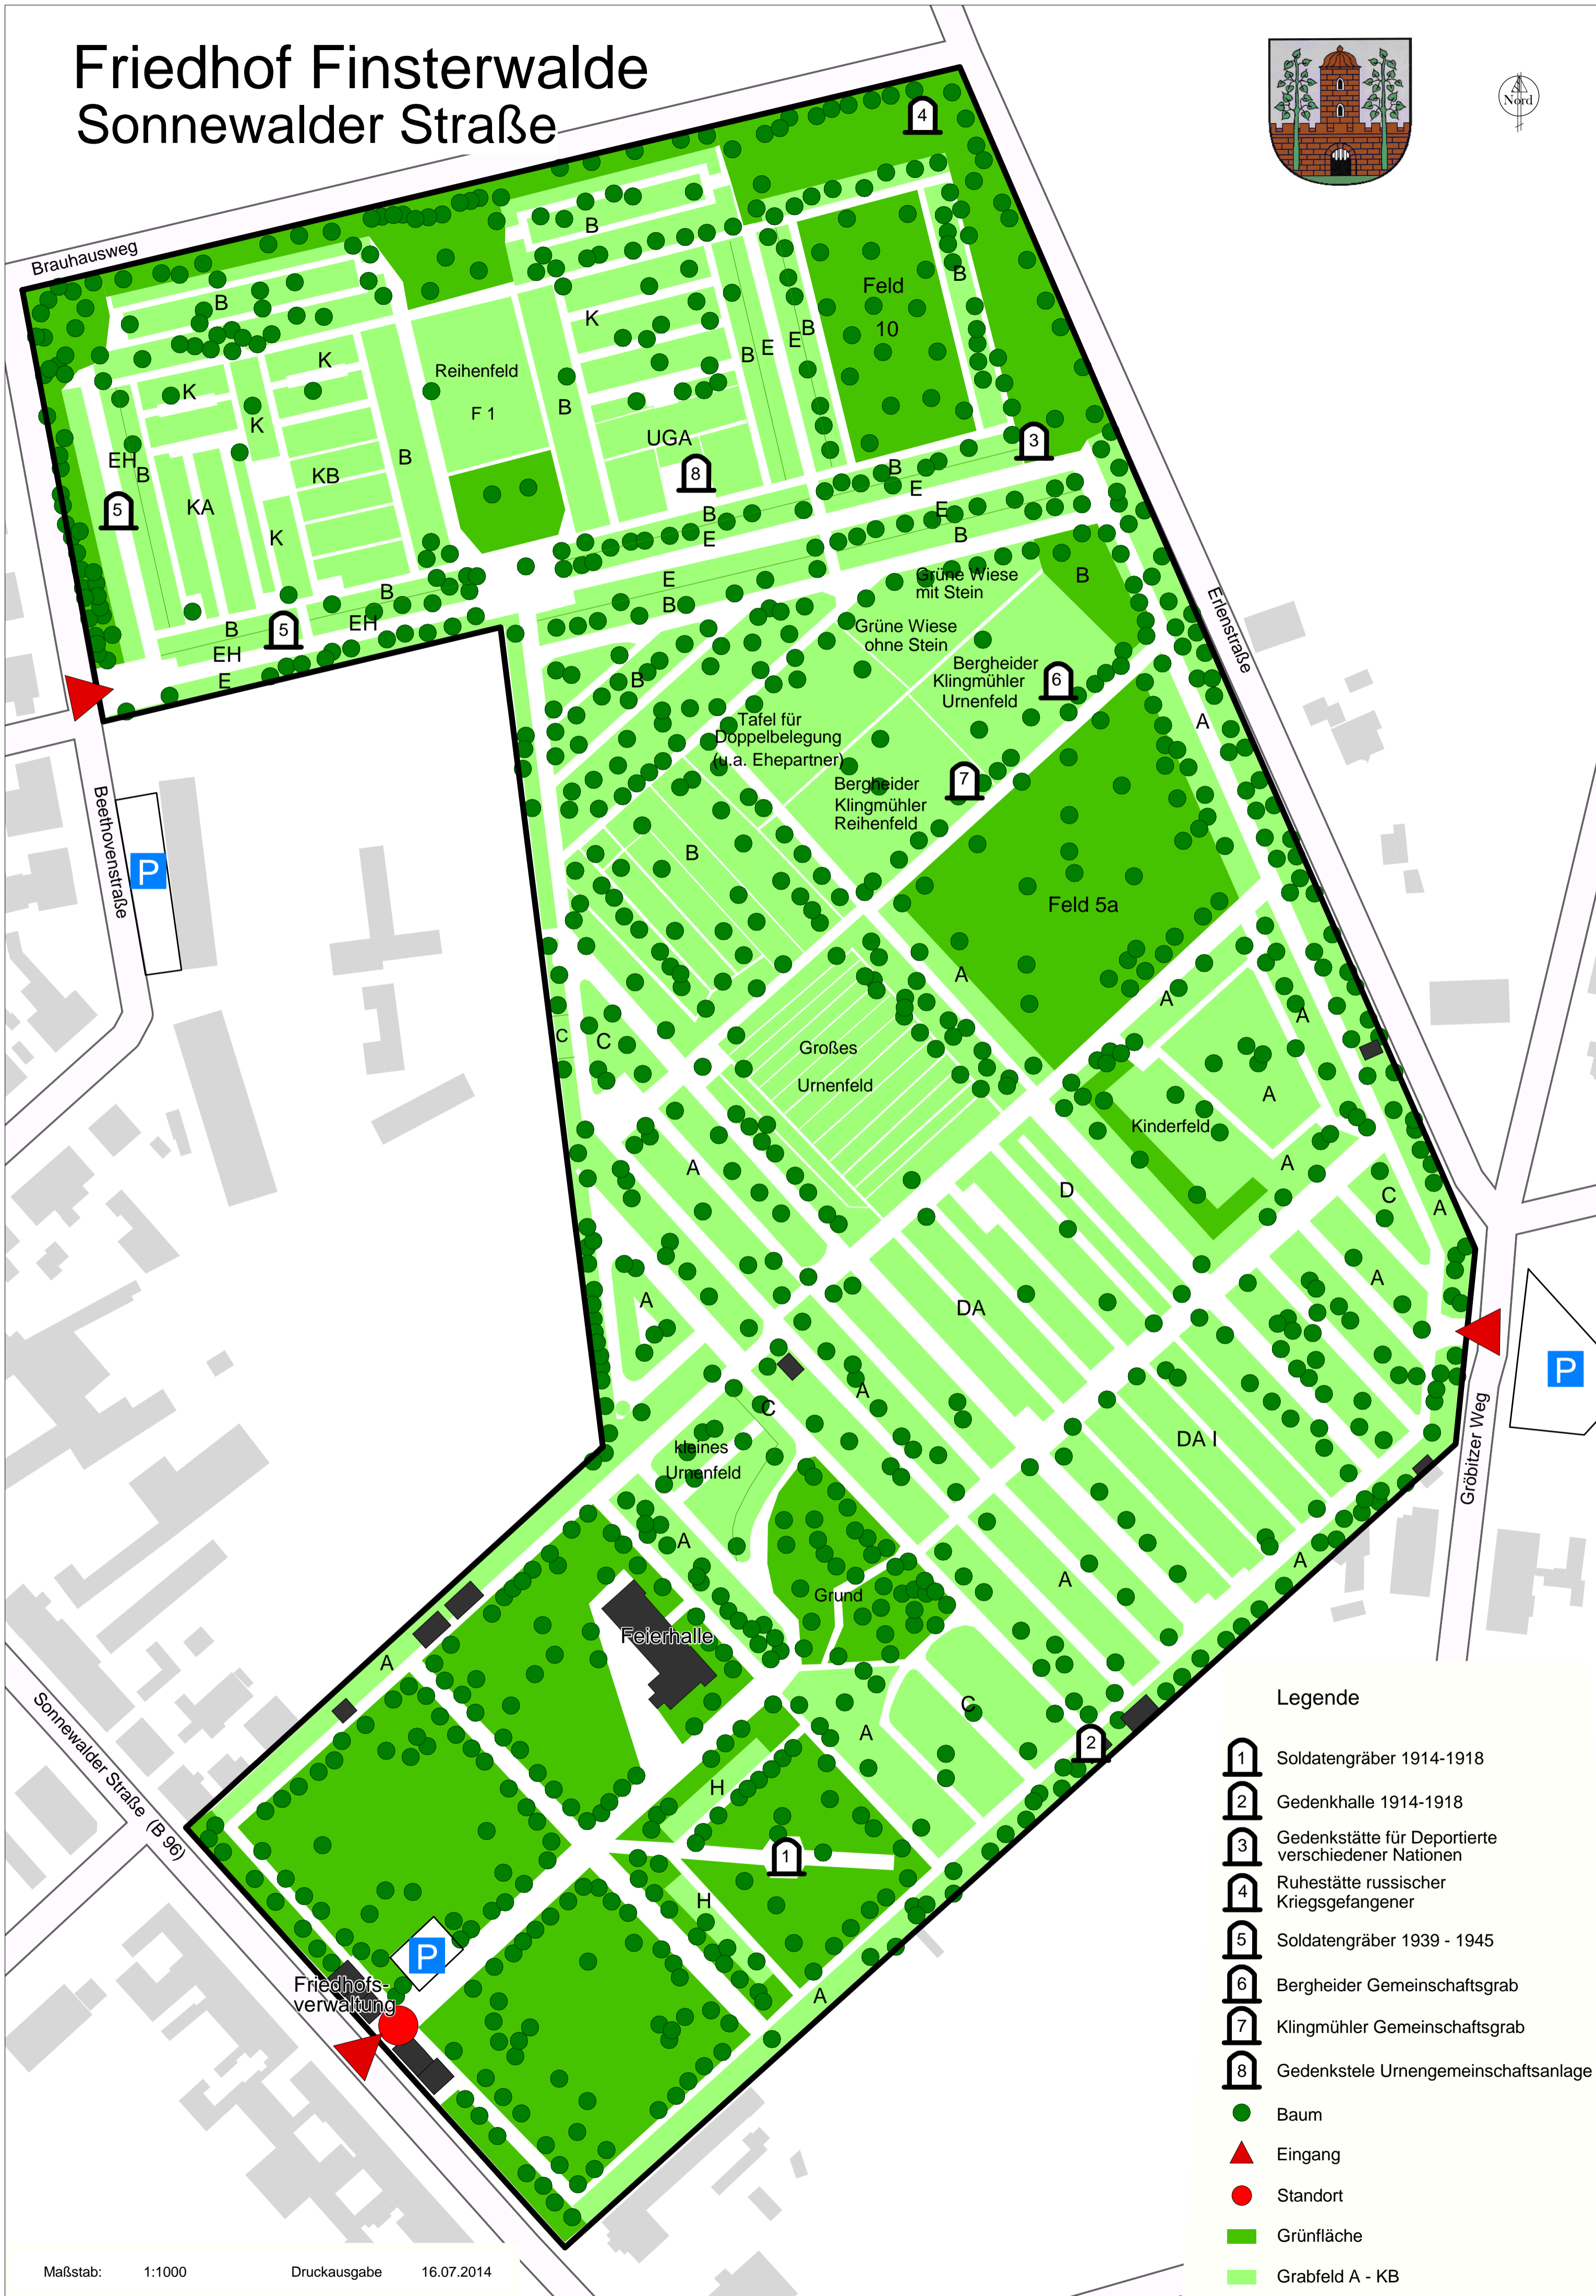 Friedhof Finsterwalde
Sonnewalder Straße
Nord
Brauhausweg
4
B
B
Feld
10
B
K
K
Reihenfeld
F 1
K
K
B
B
E
E
B
UGA
8
3
EH
B
5
KA
KB
B
K
B
E
B
E
E
B
B
EH
E
B
5
EH
E
B
Grüne Wiese
mit Stein
B
Grüne Wiese
ohne Stein
Bergheider
Klingmühler
Urnenfeld
6
Erlenstraße
B
Tafel für
Doppelbelegung
(u.a. Ehepartner)
A
Bergheider
Klingmühler
Reihenfeld
7
Beethovenstraße
P
B
Feld 5a
A
A
A
C
C
Großes
Urnenfeld
A
Kinderfeld
A
A
D
C
A
A
DA
A
A
C
P
DA I
kleines
Urnenfeld
Gröbitzer Weg
A
A
A
Grund
Feierhalle
A
C
A
2
Sonnewalder Straße (B 96)
H
1
H
P
Friedhofs-
verwaltung
A
Legende
1 Soldatengräber 1914-1918
2 Gedenkhalle 1914-1918
3 Gedenkstätte für Deportierte
verschiedener Nationen
4 Ruhestätte russischer
Kriegsgefangener
5 Soldatengräber 1939 - 1945
6 Bergheider Gemeinschaftsgrab
7 Klingmühler Gemeinschaftsgrab
8 Gedenkstele Urnengemeinschaftsanlage
Baum
Eingang
Standort
Grünfläche
Grabfeld A - KB
Maßstab: 1:1000 Druckausgabe 16.07.2014